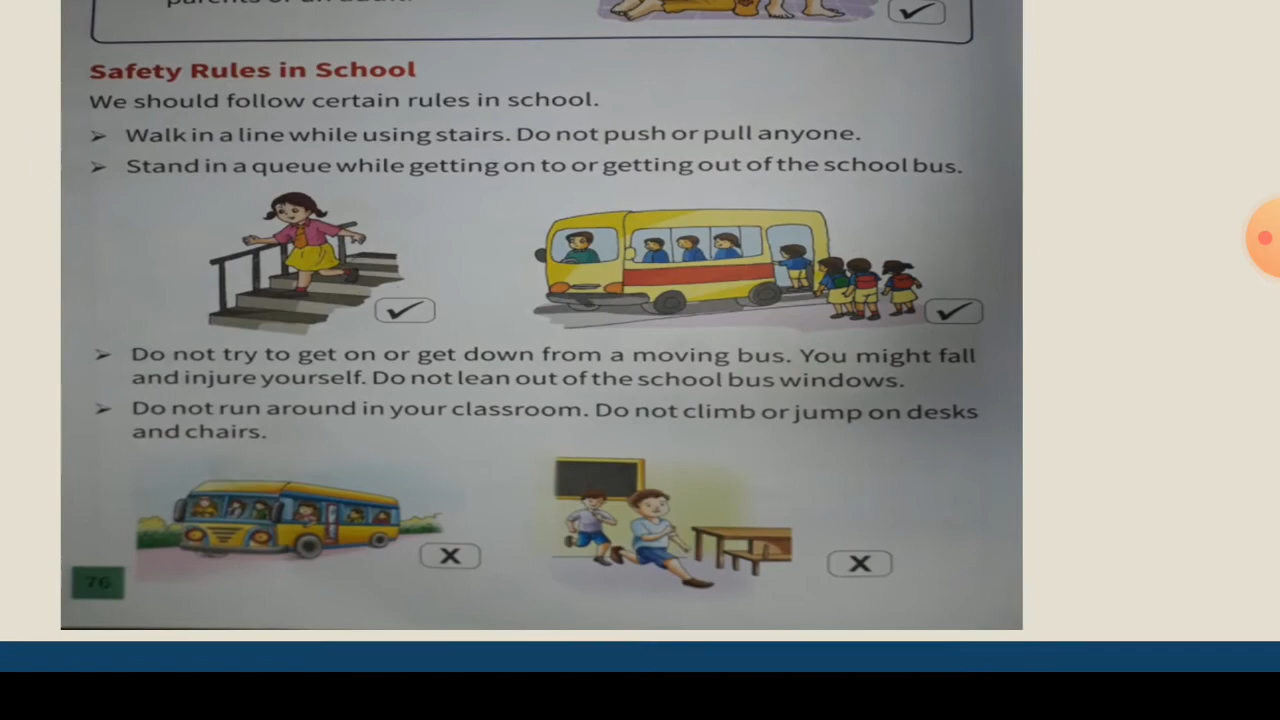 Safety Rules in School
We should follow certain rules in school.
➢ Walk in a line while using stairs. Do not push or pull anyone.
➢ Stand in a queue while getting on to or getting out of the school bus.
➢ Do not try to get on or get down from a moving bus. You might fall
and injure yourself. Do not lean out of the school bus windows.
➢ Do not run around in your classroom. Do not climb or jump on desks
and chairs.
X
X
76